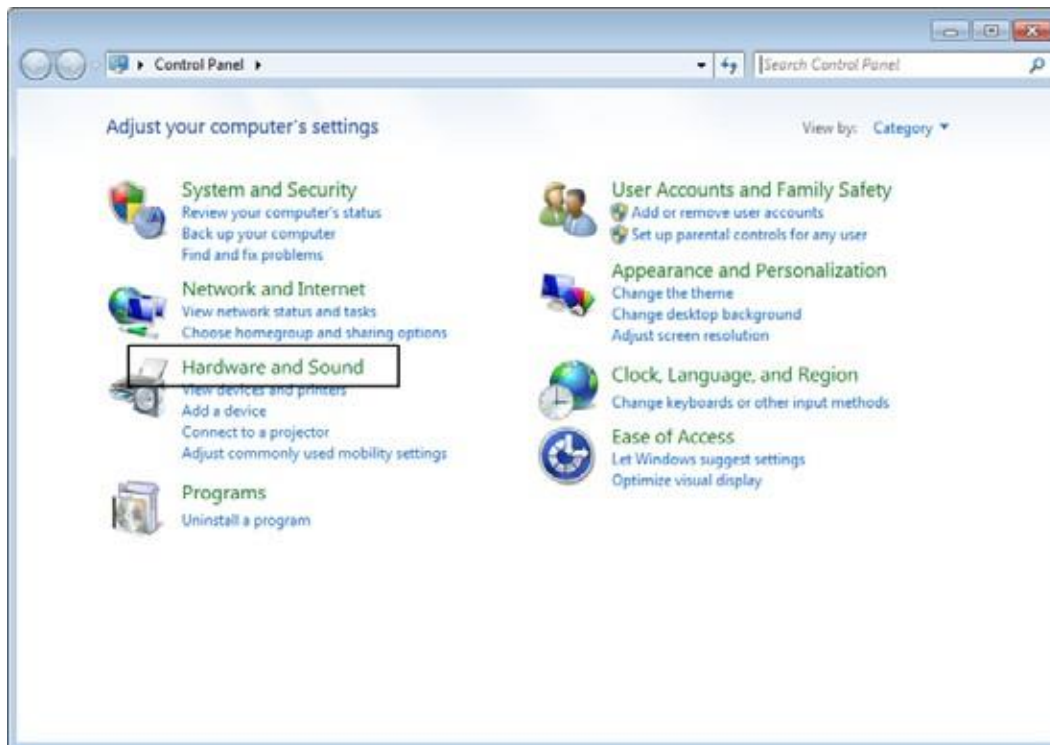 Control Panel
Search Control Panel
Adjust your computer's settings
View by: Category
System and Security
Review your computer's status
Back up your computer
Find and fix problems
Network and Internet
View network status and tasks
Choose homegroup and sharing options
Hardware and Sound
View devices and printers
Add a device
Connect to a projector
Adjust commonly used mobility settings
Programs
Uninstall a program
User Accounts and Family Safety
Add or remove user accounts
Set up parental controls for any user
Appearance and Personalization
Change the theme
Change desktop background
Adjust screen resolution
Clock, Language, and Region
Change keyboards or other input methods
Ease of Access
Let Windows suggest settings
Optimize visual display